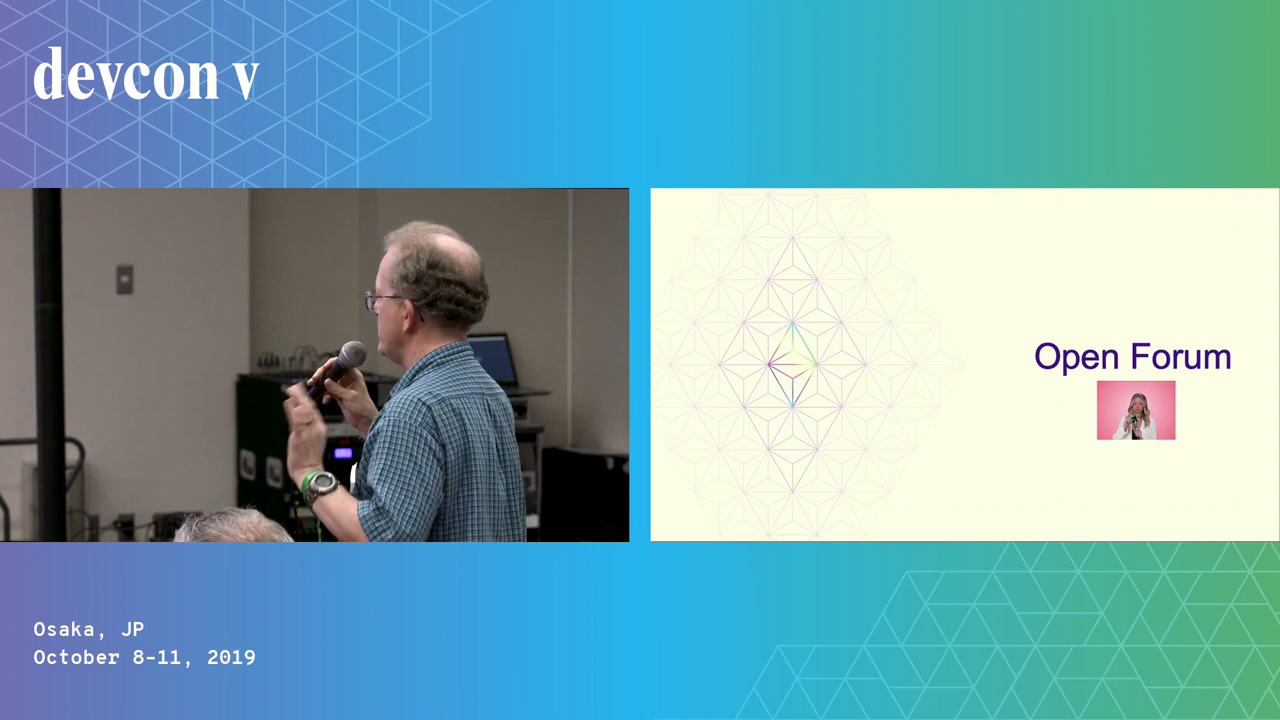 devcon v
Open Forum
Osaka, JP
October 8-11, 2019